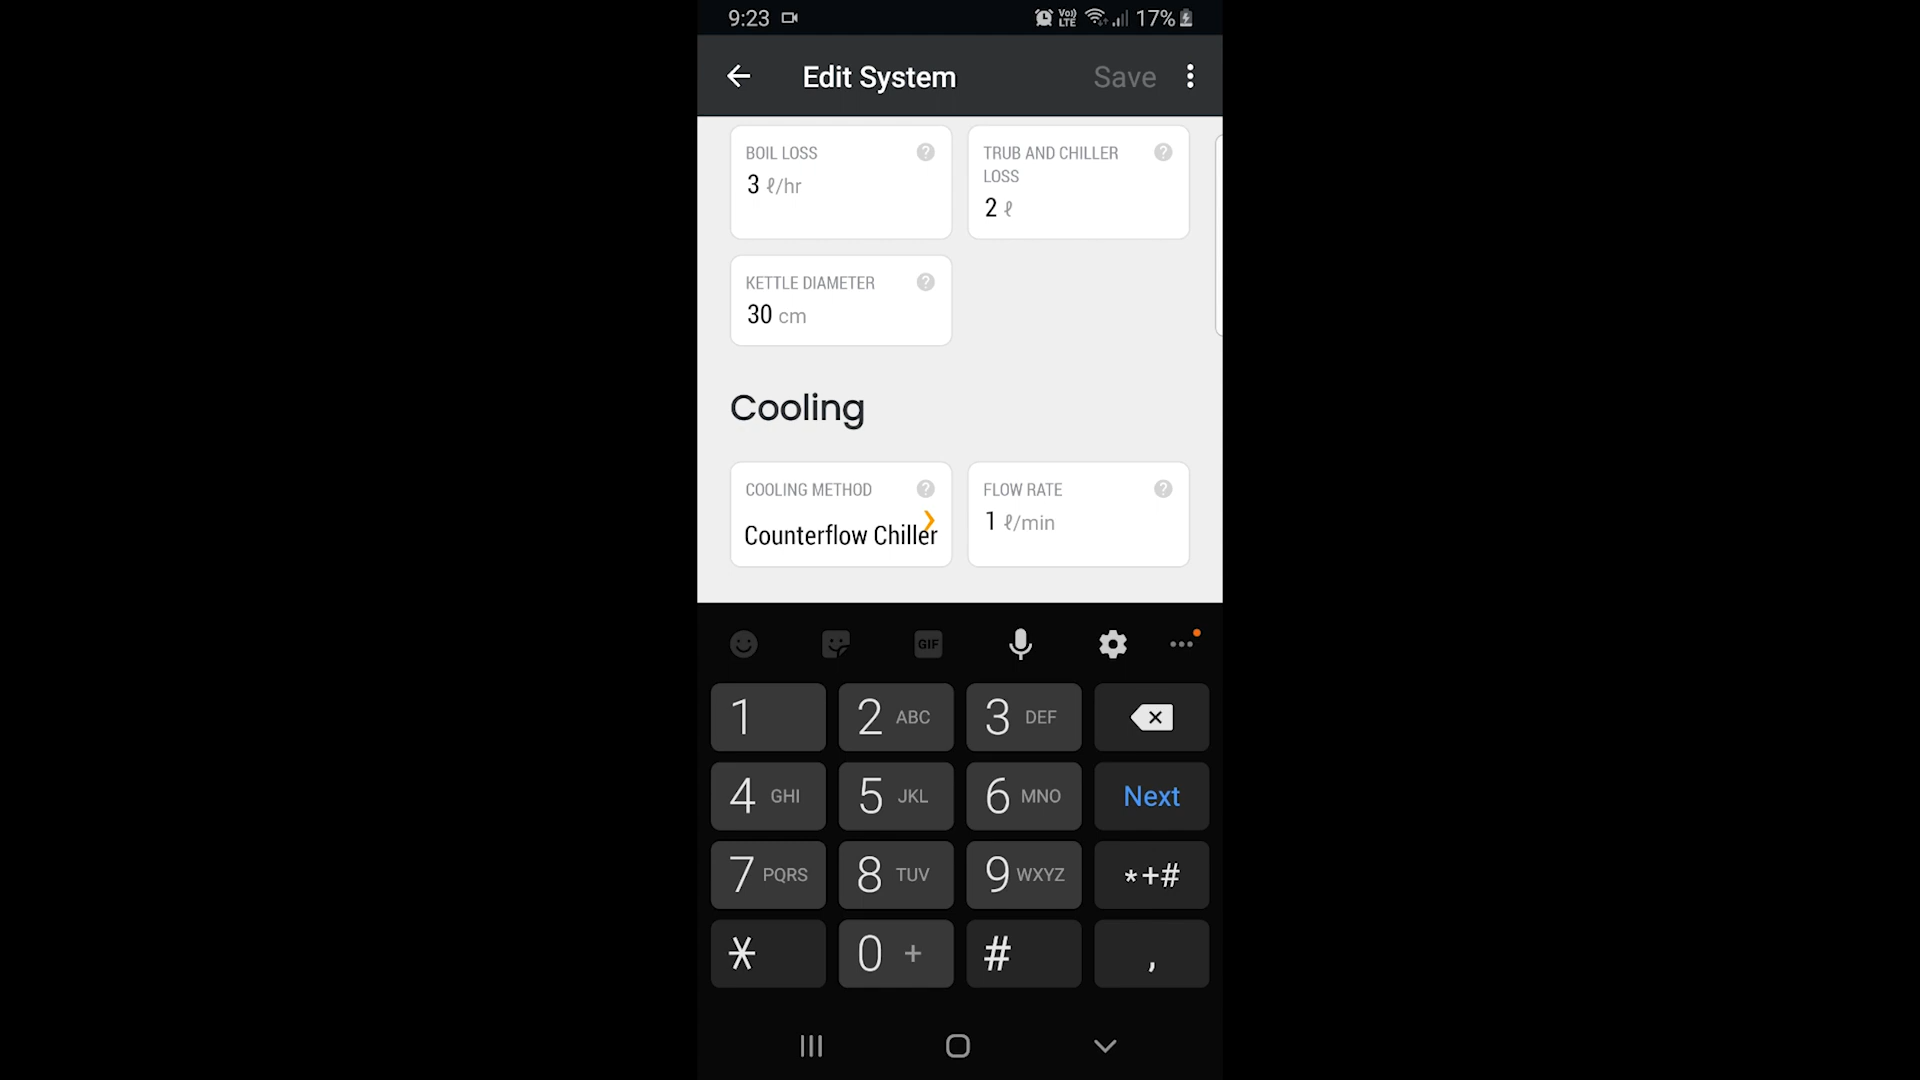 9:23
Vo))
LTE
17%
Edit System
Save
BOIL LOSS
?
3 ℓ/hr
TRUB AND CHILLER
LOSS
?
2 ℓ
KETTLE DIAMETER
?
30 cm
Cooling
COOLING METHOD
?
Counterflow Chiller
FLOW RATE
?
1 ℓ/min
GIF
1
2 ABC
3 DEF
4 GHI
5 JKL
6 MNO
Next
7 PQRS
8 TUV
9 WXYZ
*+#
*
0 +
#
,